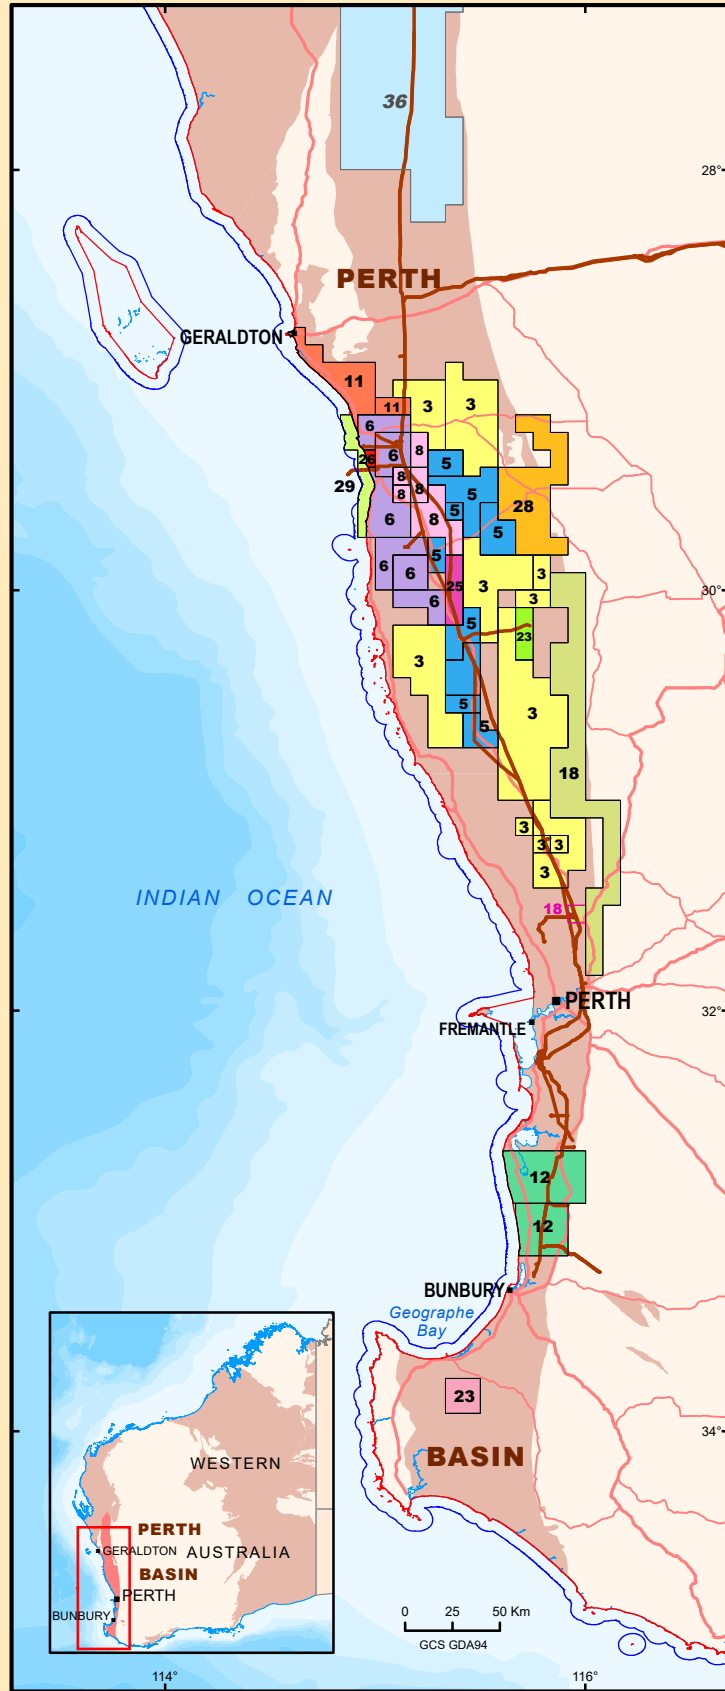 36
28°
PERTH
GERALDTON
11
11
3
3
6
6
8
5
26
8
8
8
5
29
5
28
6
8
5
5
6
6
25
3
3
6
3
30°
5
23
3
3
5
5
18
3
3
3
3
INDIAN OCEAN
18
PERTH
FREMANTLE
32°
12
12
BUNBURY
Geographe
Bay
23
34°
BASIN
WESTERN
PERTH
GERALDTON
AUSTRALIA
BASIN
PERTH
BUNBURY
0 25 50 Km
GCS GDA94
114°
116°